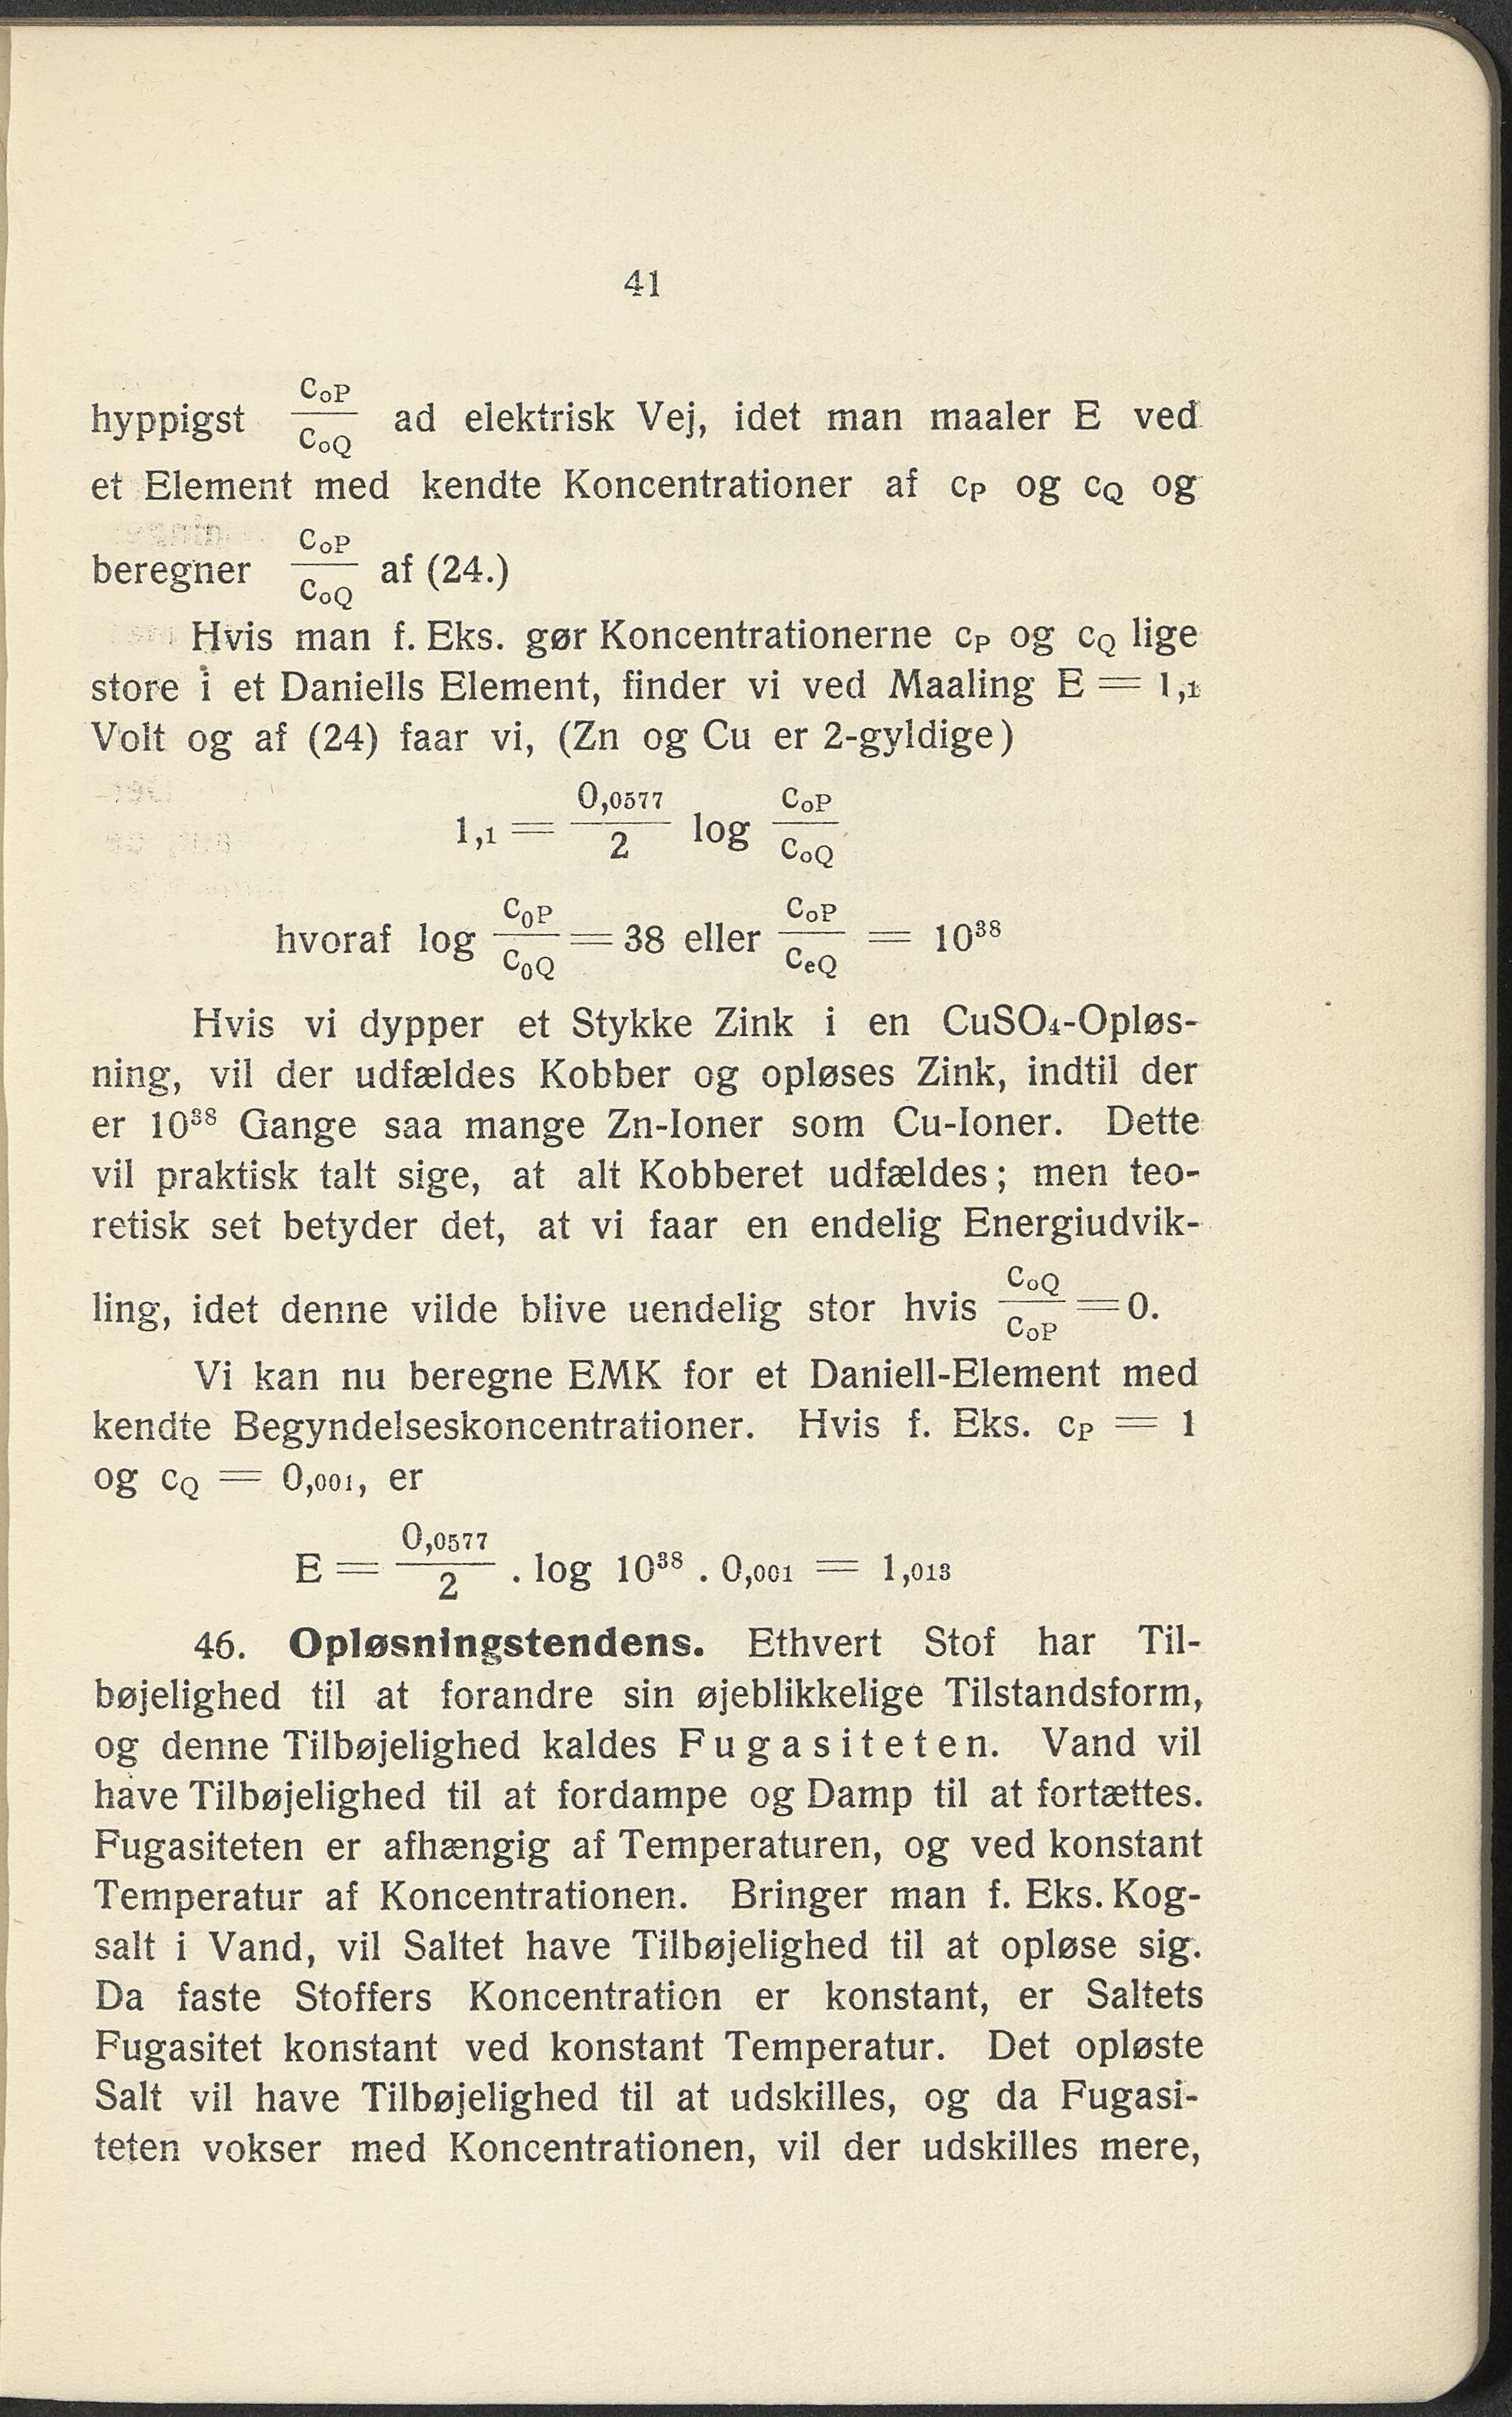 41
hyppigst c₀P/c₀Q ad elektrisk Vej, idet man maaler E ved
et Element med kendte Koncentrationer af cP og cQ og
beregner c₀P/c₀Q af (24.)
Hvis man f. Eks. gør Koncentrationerne cP og cQ lige
store i et Daniells Element, finder vi ved Maaling E = 1,1
Volt og af (24) faar vi, (Zn og Cu er 2-gyldige)
1,1 = 0,0577/2 log c₀P/c₀Q
hvoraf log c₀P/c₀Q = 38 eller c₀P/ceQ = 10³⁸
Hvis vi dypper et Stykke Zink i en CuSO₄-Opløs-
ning, vil der udfældes Kobber og opløses Zink, indtil der
er 10³⁸ Gange saa mange Zn-Ioner som Cu-Ioner. Dette
vil praktisk talt sige, at alt Kobberet udfældes; men teo-
retisk set betyder det, at vi faar en endelig Energiudvik-
ling, idet denne vilde blive uendelig stor hvis c₀Q/c₀P = 0.
Vi kan nu beregne EMK for et Daniell-Element med
kendte Begyndelseskoncentrationer. Hvis f. Eks. cP = 1
og cQ = 0,001, er
E = 0,0577/2 . log 10³⁸ . 0,001 = 1,013
46. Opløsningstendens. Ethvert Stof har Til-
bøjelighed til at forandre sin øjeblikkelige Tilstandsform,
og denne Tilbøjelighed kaldes Fugasiteten. Vand vil
have Tilbøjelighed til at fordampe og Damp til at fortættes.
Fugasiteten er afhængig af Temperaturen, og ved konstant
Temperatur af Koncentrationen. Bringer man f. Eks. Kog-
salt i Vand, vil Saltet have Tilbøjelighed til at opløse sig.
Da faste Stoffers Koncentration er konstant, er Saltets
Fugasitet konstant ved konstant Temperatur. Det opløste
Salt vil have Tilbøjelighed til at udskilles, og da Fugasi-
teten vokser med Koncentrationen, vil der udskilles mere,